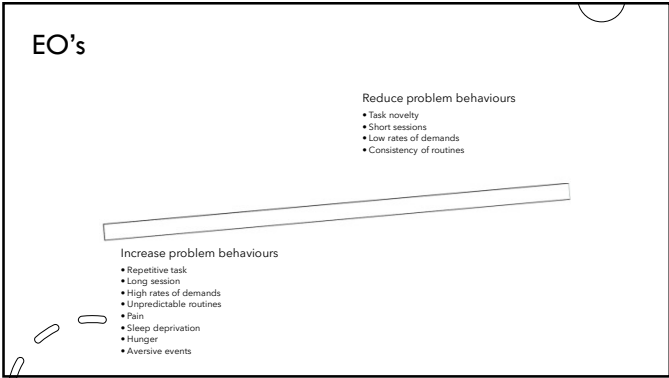 EO's
Reduce problem behaviours
• Task novelty
• Short sessions
• Low rates of demands
• Consistency of routines
Increase problem behaviours
• Repetitive task
• Long session
• High rates of demands
• Unpredictable routines
• Pain
• Sleep deprivation
• Hunger
• Aversive events